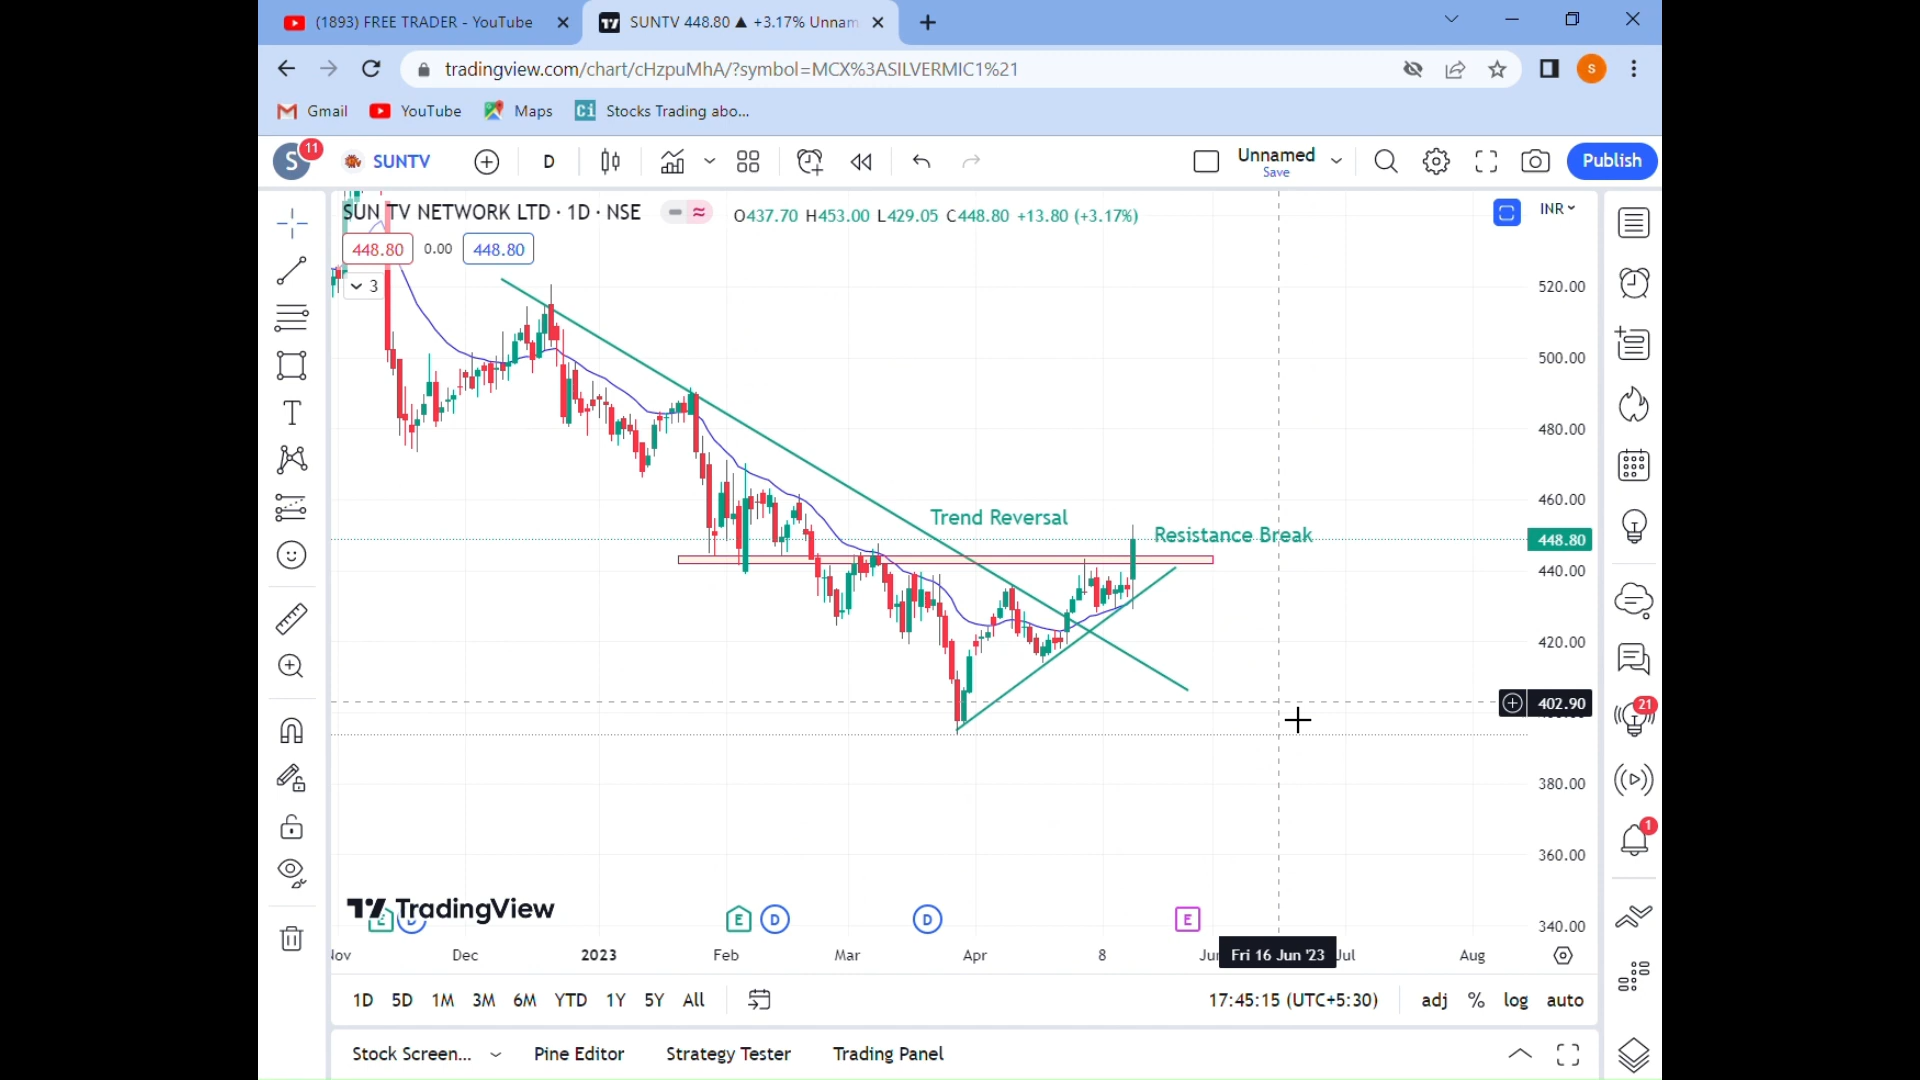 (1893) FREE TRADER - YouTube
SUNTV 448.80 ▲ +3.17% Unnam
tradingview.com/chart/cHzpuMhA/?symbol=MCX%3ASILVERMIC1%21
S
Gmail
YouTube
Maps
Ci
Stocks Trading abo...
S
11
SUNTV
D
Unnamed
Save
Publish
SUN TV NETWORK LTD · 1D · NSE
O437.70 H453.00 L429.05 C448.80 +13.80 (+3.17%)
INR
448.80
0.00
448.80
3
520.00
500.00
480.00
460.00
Trend Reversal
Resistance Break
448.80
440.00
420.00
402.90
21
380.00
1
360.00
TradingView
E
D
E
D
D
E
340.00
Nov
Dec
2023
Feb
Mar
Apr
8
Jun
Fri 16 Jun '23
Jul
Aug
1D
5D
1M
3M
6M
YTD
1Y
5Y
All
17:45:15 (UTC+5:30)
adj
%
log
auto
Stock Screen...
Pine Editor
Strategy Tester
Trading Panel